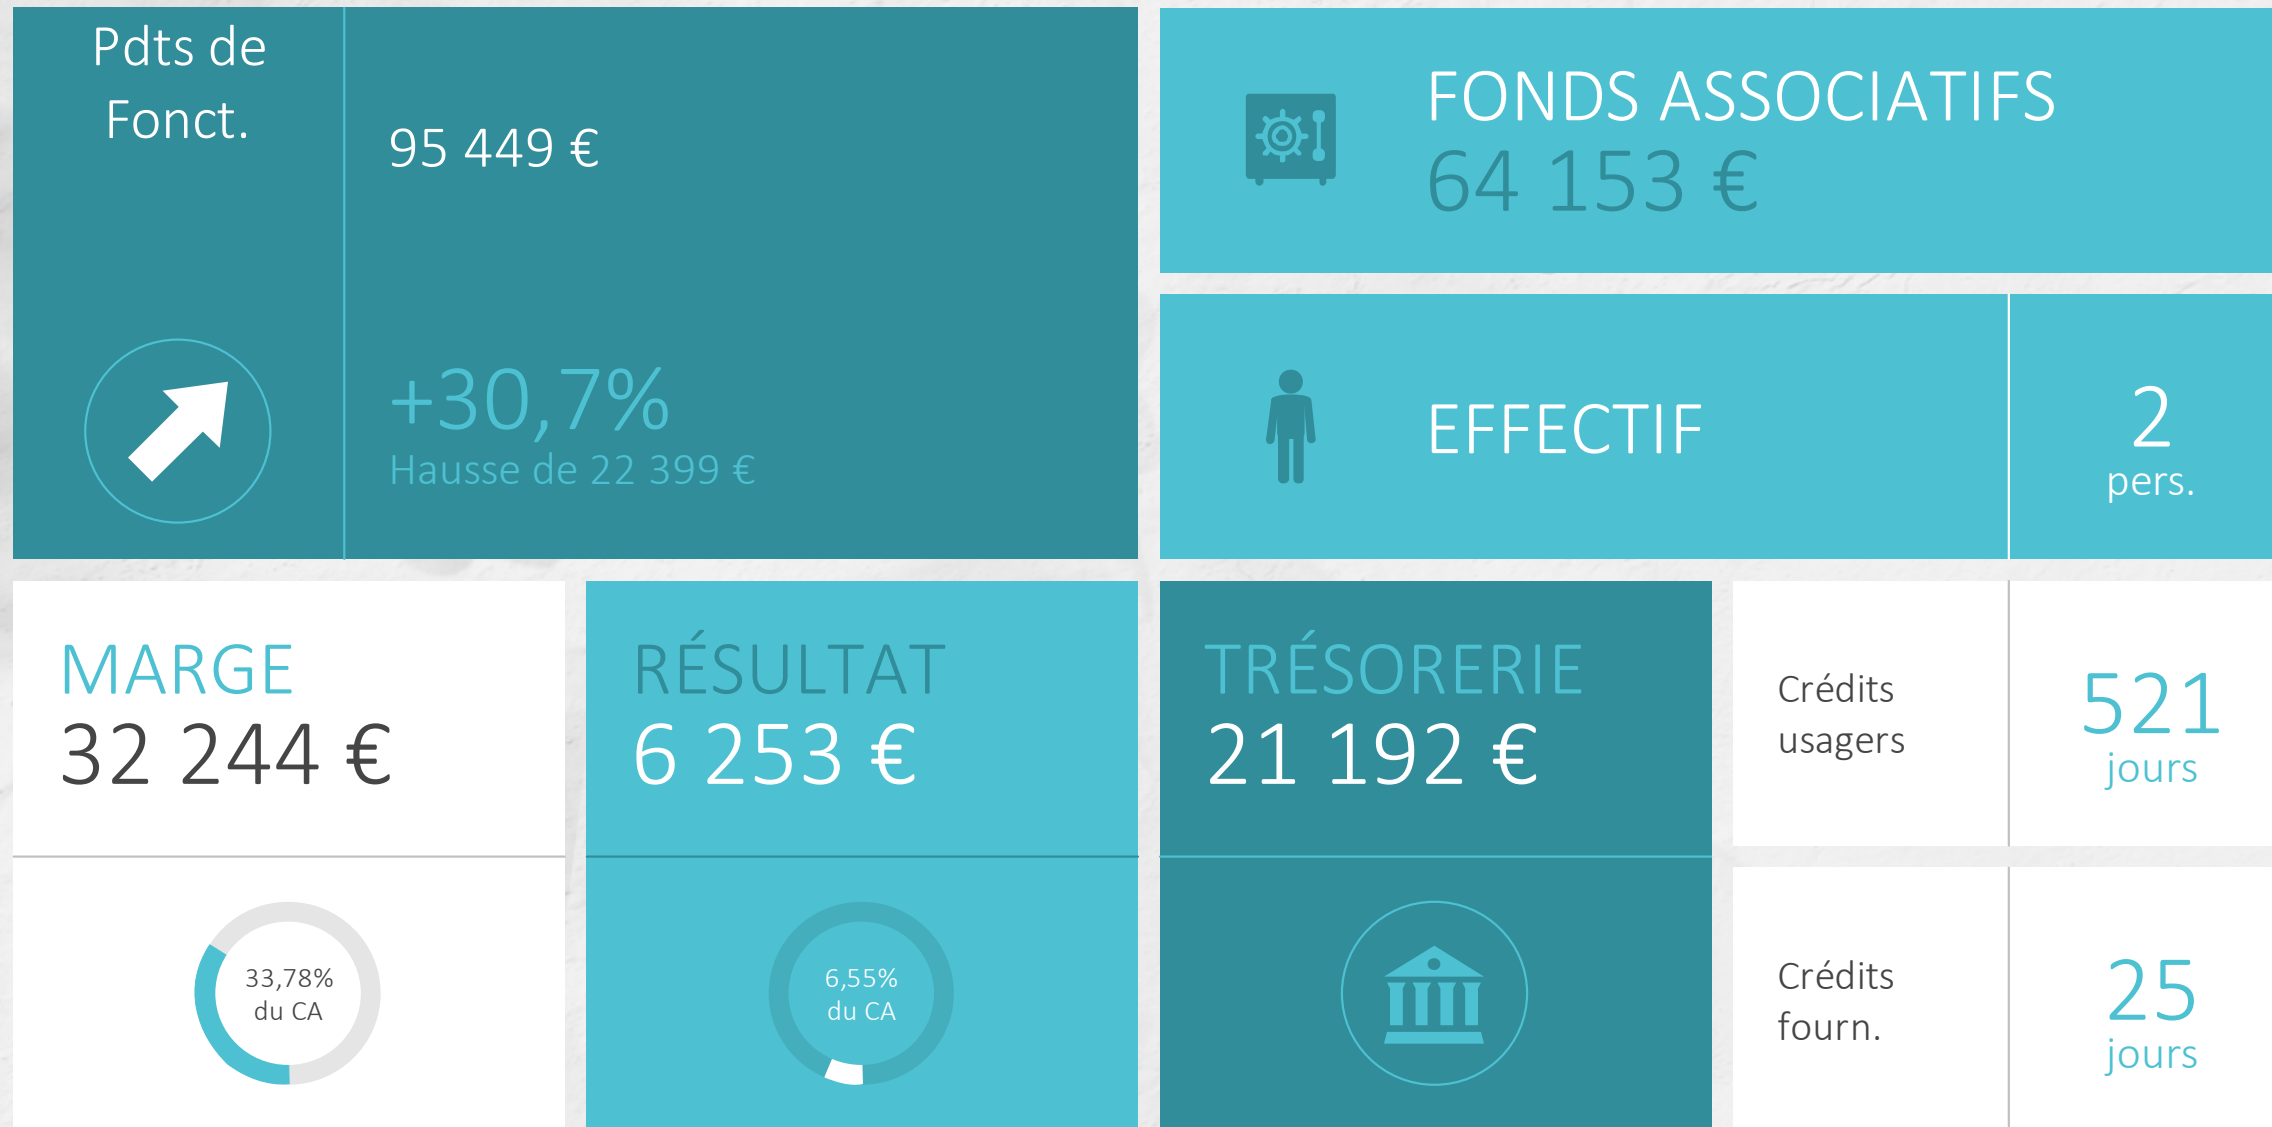 Pdts de
Fonct.
95 449 €
+30,7%
Hausse de 22 399 €
FONDS ASSOCIATIFS
64 153 €
EFFECTIF
2
pers.
MARGE
32 244 €
33,78%
du CA
RÉSULTAT
6 253 €
6,55%
du CA
TRÉSORERIE
21 192 €
Crédits
usagers
521
jours
Crédits
fourn.
25
jours